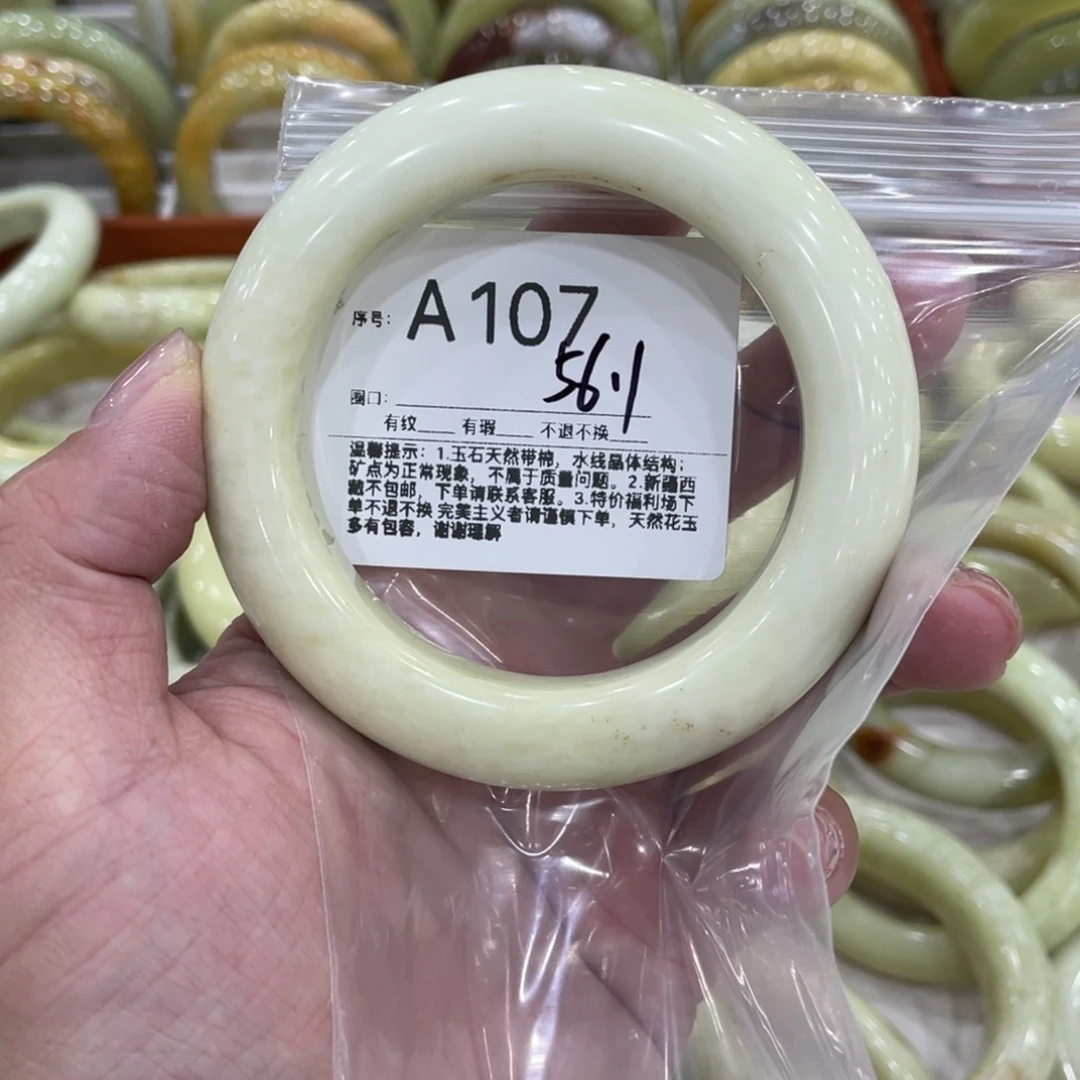 序号: A107
56.1
圈口:
有纹____ 有瑕____ 不退不换____
温馨提示: 1.玉石天然带棉, 水线晶体结构;
矿点为正常现象, 不属于质量问题。2.新疆西
藏不包邮, 下单请联系客服。3.特价福利场下
单不退不换 完美主义者请谨慎下单, 天然花玉
多有包容, 谢谢理解